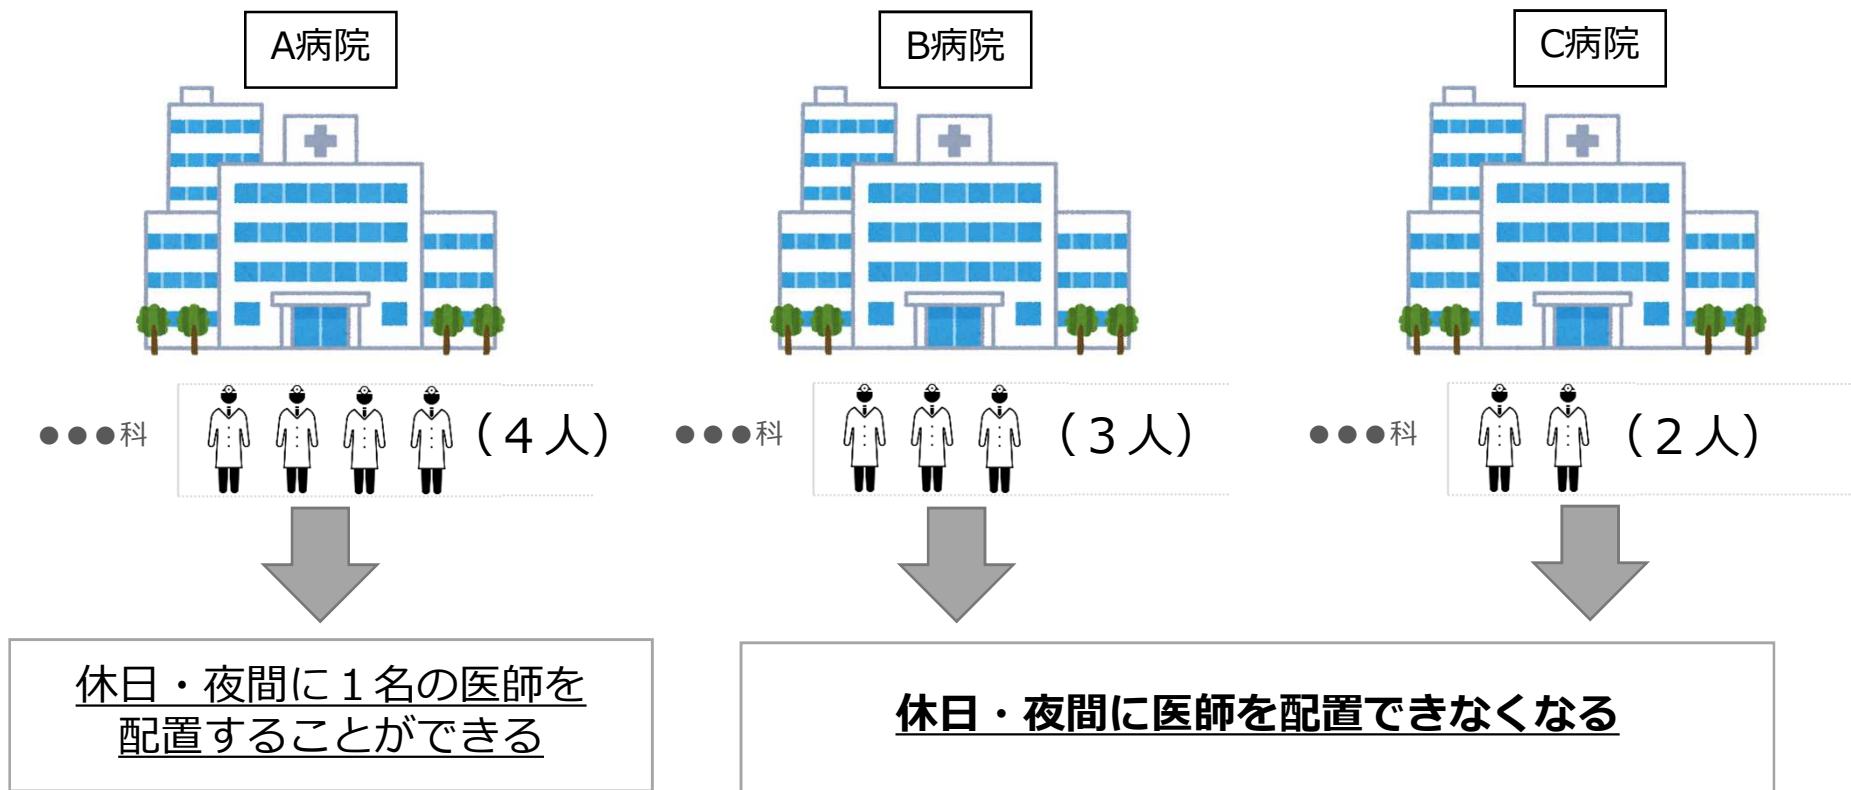 A病院
B病院
C病院
●●●科
（４人）
●●●科
（３人）
●●●科
（２人）
休日・夜間に１名の医師を
配置することができる
休日・夜間に医師を配置できなくなる